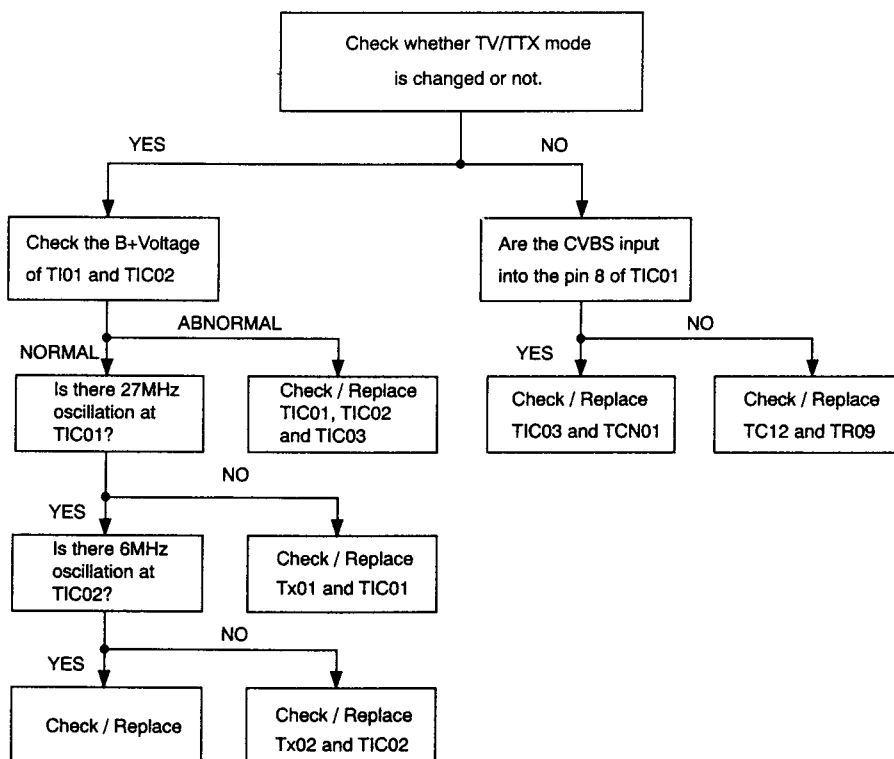 Check whether TV/TTX mode
is changed or not.
YES
NO
Check the B+Voltage
of TI01 and TIC02
Are the CVBS input
into the pin 8 of TIC01
ABNORMAL
NORMAL
NO
YES
Is there 27MHz
oscillation at
TIC01?
Check / Replace
TIC01, TIC02
and TIC03
Check / Replace
TIC03 and TCN01
Check / Replace
TC12 and TR09
NO
YES
Is there 6MHz
oscillation at
TIC02?
Check / Replace
Tx01 and TIC01
NO
YES
Check / Replace
Check / Replace
Tx02 and TIC02